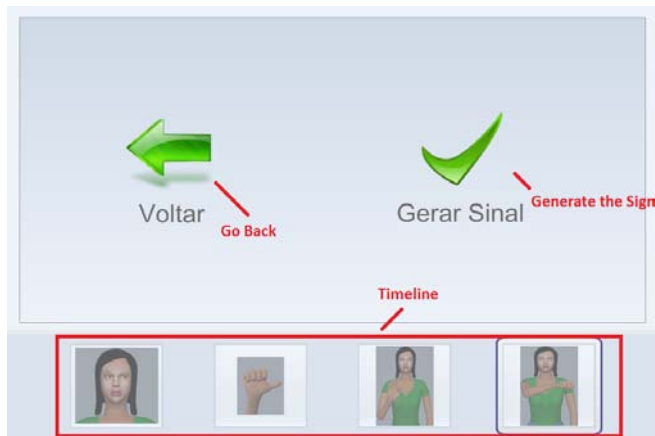 Voltar
Go Back
Gerar Sinal
Generate the Sign
Timeline